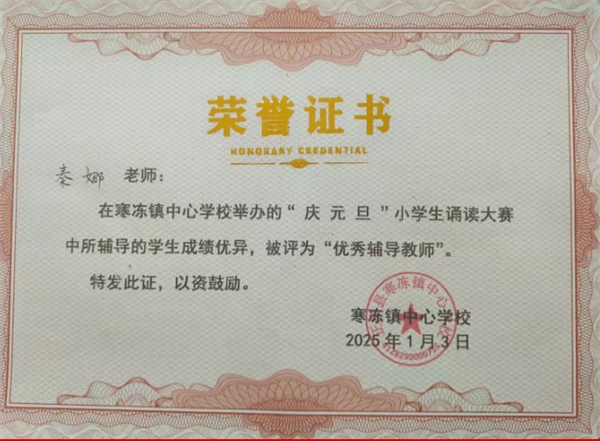 荣誉证书
HONORARY CREDENTIAL
秦娜 老师：
在寒冻镇中心学校举办的“庆元旦”小学生诵读大赛
中所辅导的学生成绩优异，被评为“优秀辅导教师”。
特发此证，以资鼓励。
寒冻镇中心学校
2025年1月3日